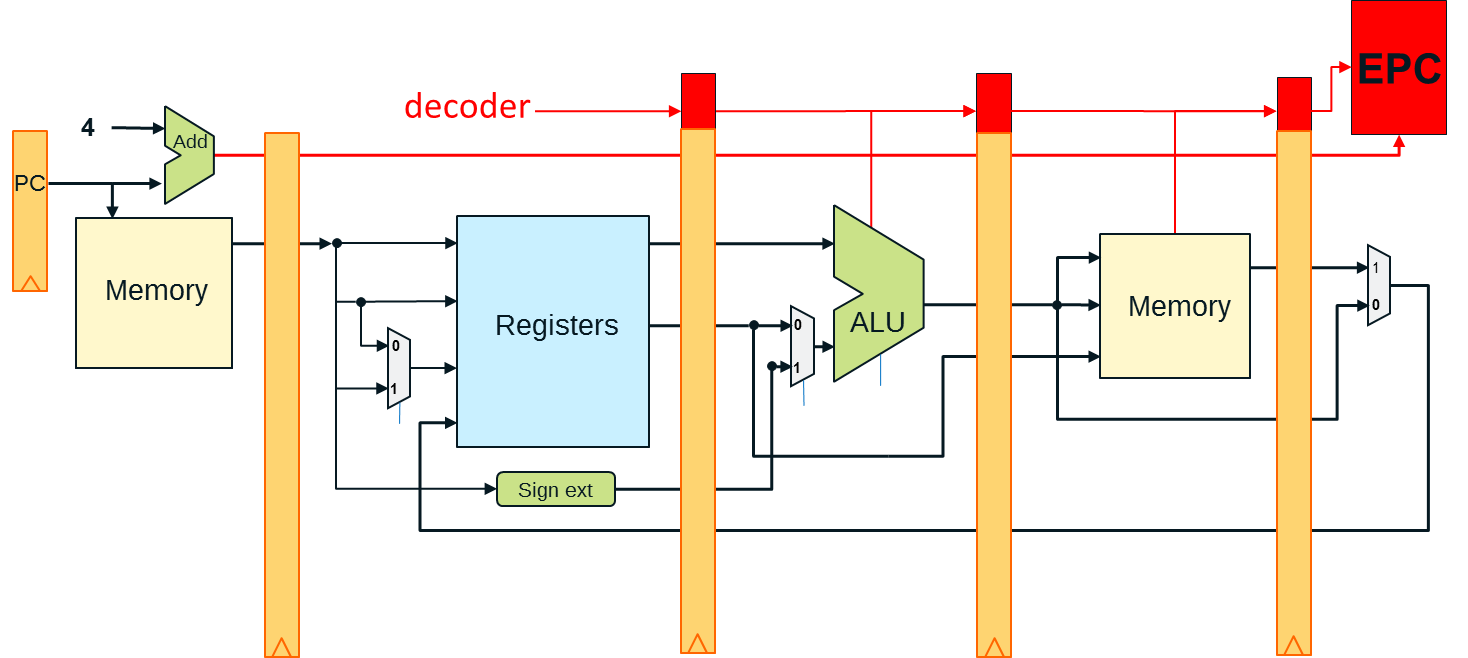 EPC
decoder
4
Add
PC
Memory
Registers
0
1
Sign ext
0
1
ALU
Memory
1
0